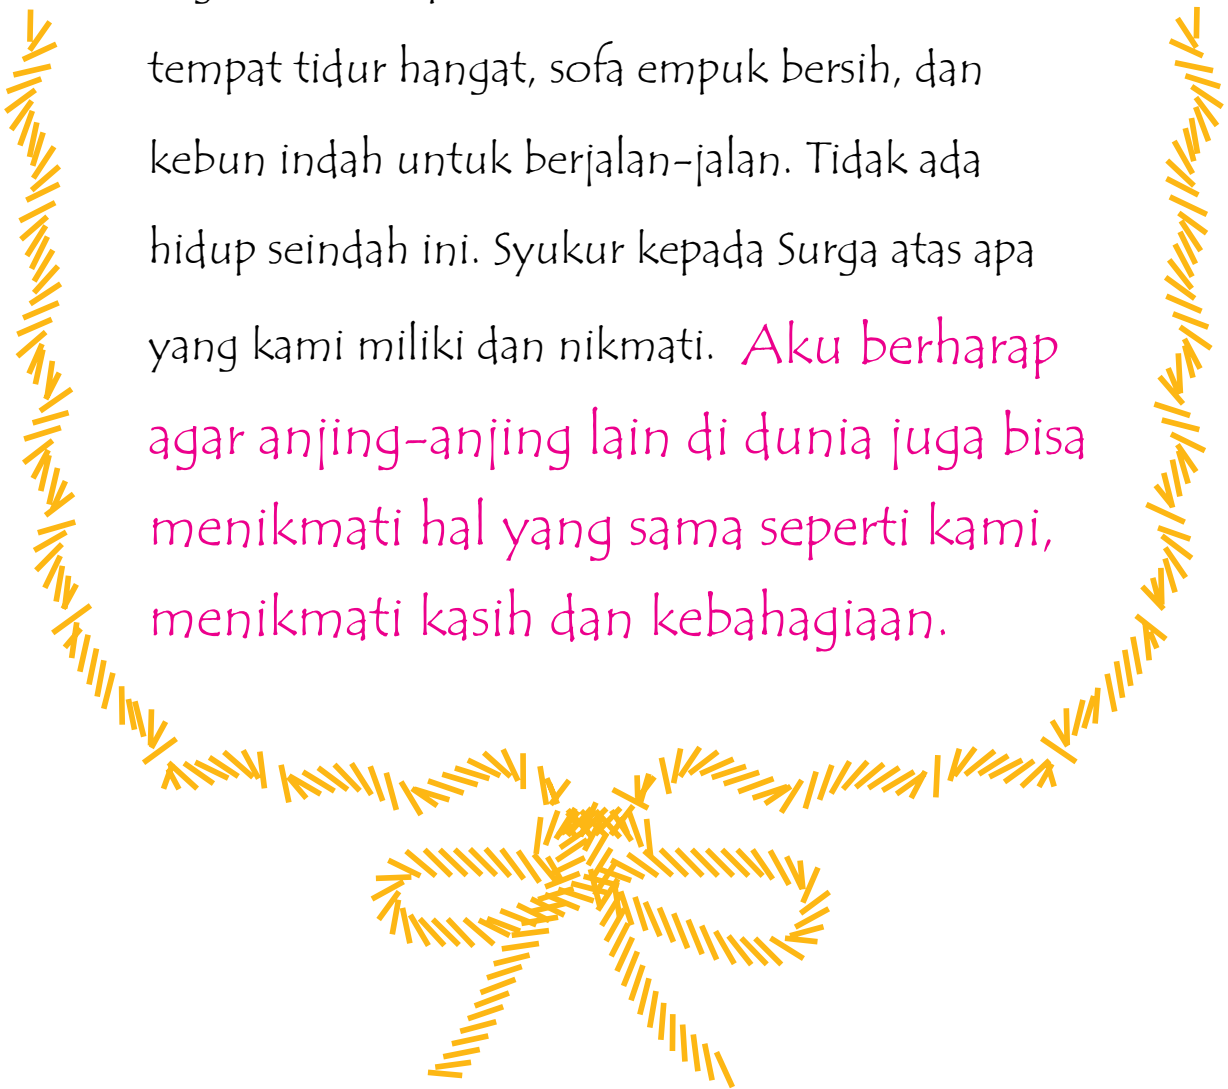 tempat tidur hangat, sofa empuk bersih, dan
kebun indah untuk berjalan-jalan. Tidak ada
hidup seindah ini. Syukur kepada Surga atas apa
yang kami miliki dan nikmati. Aku berharap
agar anjing-anjing lain di dunia juga bisa
menikmati hal yang sama seperti kami,
menikmati kasih dan kebahagiaan.